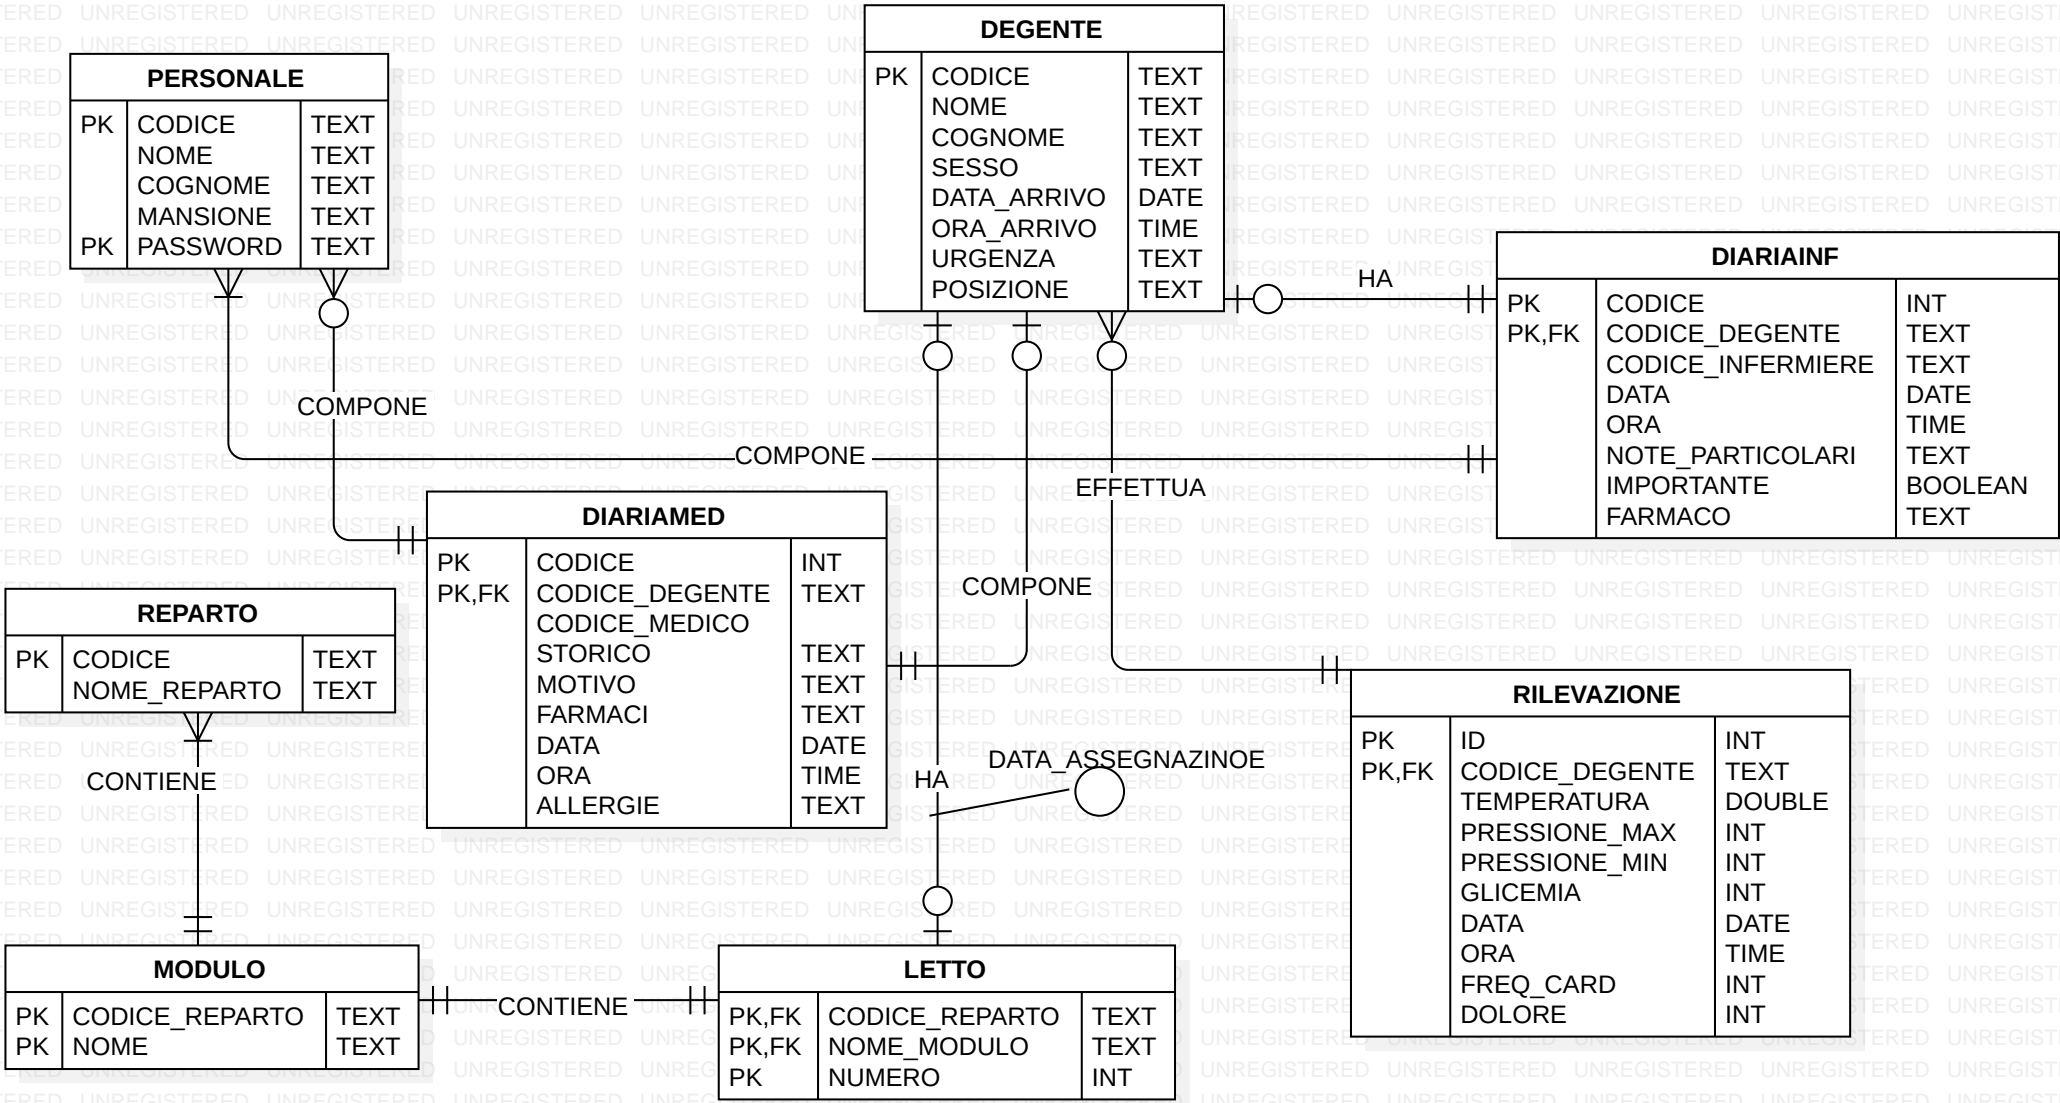 PERSONALE
PK CODICE TEXT
NOME TEXT
COGNOME TEXT
MANSIONE TEXT
PK PASSWORD TEXT
DEGENTE
PK CODICE TEXT
NOME TEXT
COGNOME TEXT
SESSO TEXT
DATA_ARRIVO DATE
ORA_ARRIVO TIME
URGENZA TEXT
POSIZIONE TEXT
HA
DIARIAINF
PK CODICE INT
PK,FK CODICE_DEGENTE TEXT
CODICE_INFERMIERE TEXT
DATA DATE
ORA TIME
NOTE_PARTICOLARI TEXT
IMPORTANTE BOOLEAN
FARMACO TEXT
COMPONE
COMPONE
EFFETTUA
DIARIAMED
PK CODICE INT
PK,FK CODICE_DEGENTE TEXT
CODICE_MEDICO
STORICO TEXT
MOTIVO TEXT
FARMACI TEXT
DATA DATE
ORA TIME
ALLERGIE TEXT
COMPONE
REPARTO
PK CODICE TEXT
NOME_REPARTO TEXT
CONTIENE
DATA_ASSEGNAZINOE
HA
RILEVAZIONE
PK ID INT
PK,FK CODICE_DEGENTE TEXT
TEMPERATURA DOUBLE
PRESSIONE_MAX INT
PRESSIONE_MIN INT
GLICEMIA INT
DATA DATE
ORA TIME
FREQ_CARD INT
DOLORE INT
MODULO
PK CODICE_REPARTO TEXT
PK NOME TEXT
CONTIENE
LETTO
PK,FK CODICE_REPARTO TEXT
PK,FK NOME_MODULO TEXT
PK NUMERO INT
UNREGISTERED